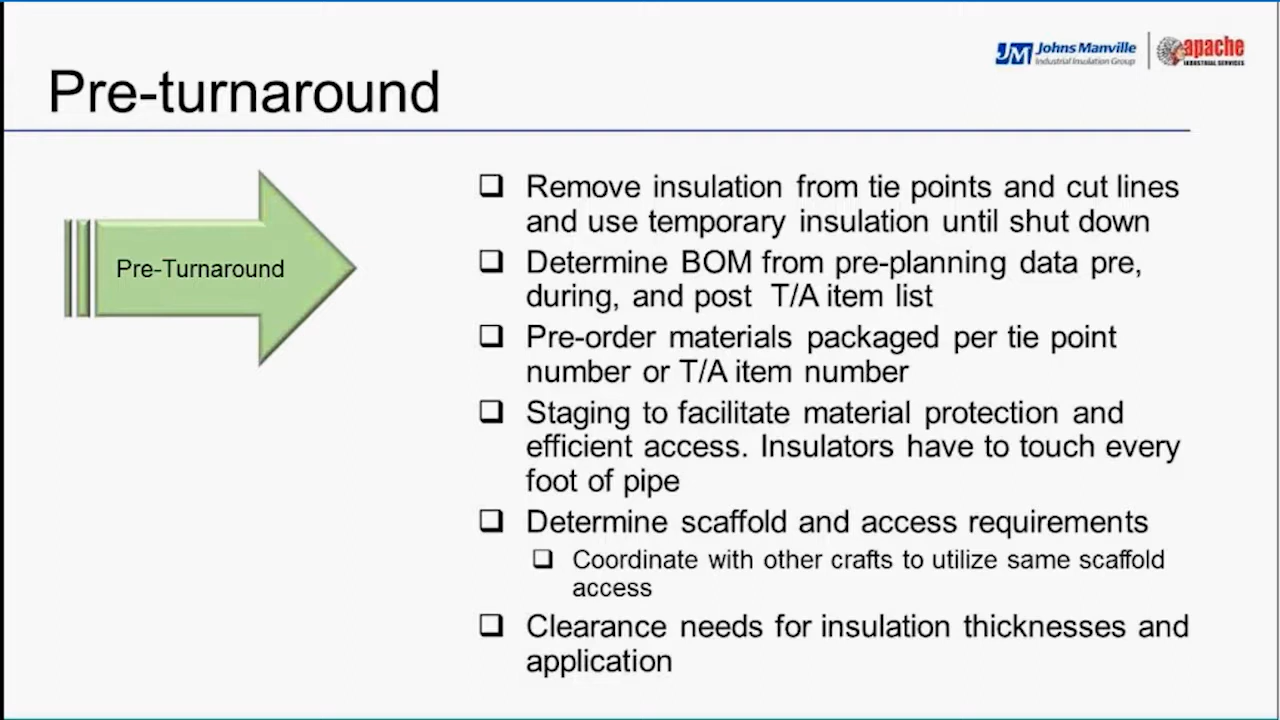 JM Johns Manville
Industrial Insulation Group
apache
INDUSTRIAL SERVICES
Pre-turnaround
Pre-Turnaround
Remove insulation from tie points and cut lines
and use temporary insulation until shut down
Determine BOM from pre-planning data pre,
during, and post T/A item list
Pre-order materials packaged per tie point
number or T/A item number
Staging to facilitate material protection and
efficient access. Insulators have to touch every
foot of pipe
Determine scaffold and access requirements
Coordinate with other crafts to utilize same scaffold
access
Clearance needs for insulation thicknesses and
application